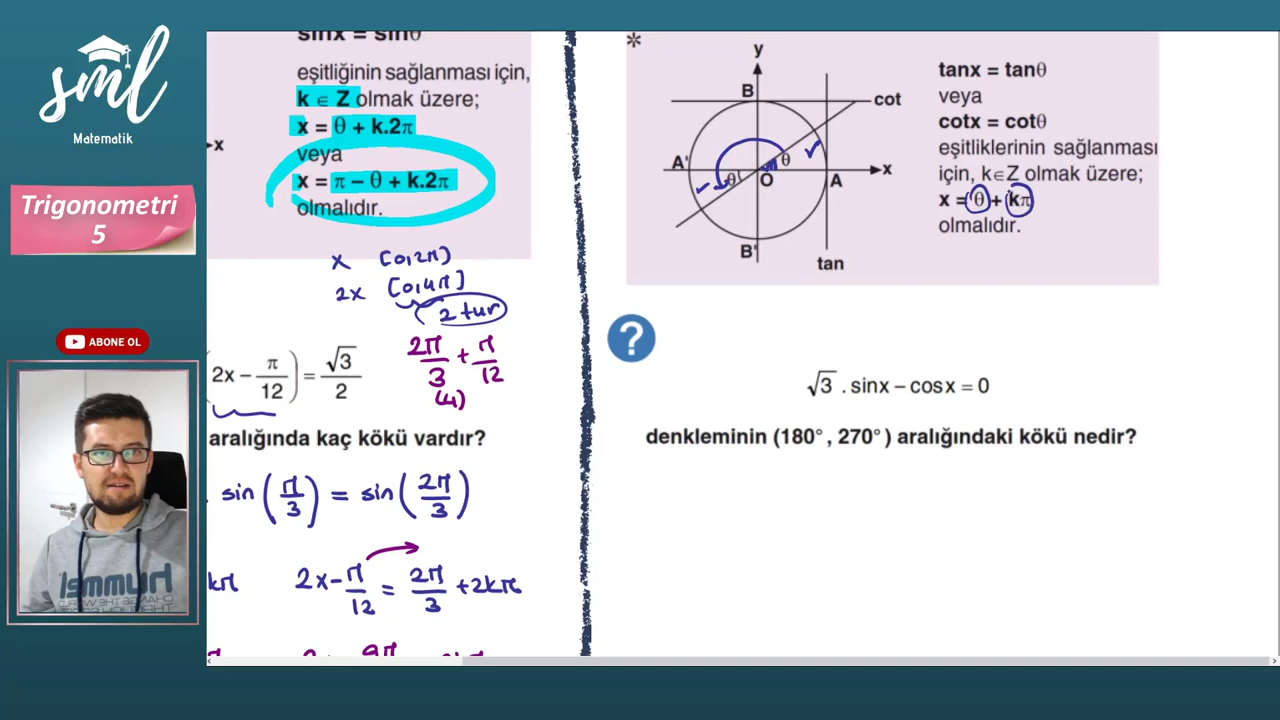 sml
Matematik
Trigonometri
5
ABONE OL
sinx = sinθ
eşitliğinin sağlanması için,
k ∈ Z olmak üzere;
x = θ + k.2π
veya
x = π − θ + k.2π
olmalıdır.
x
x [0,2π)
2x [0,4π]
2 tur
2π/3 + π/12
(4)
2x − π/12) = √3/2
aralığında kaç kökü vardır?
sin(π/3) = sin(2π/3)
kπ
2x − π/12 = 2π/3 + 2kπ
*
y
B
cot
θ
A'
θ
O
A
x
B'
tan
tanx = tanθ
veya
cotx = cotθ
eşitliklerinin sağlanması
için, k∈Z olmak üzere;
x = θ + kπ
olmalıdır.
?
√3 . sinx − cosx = 0
denkleminin (180°, 270°) aralığındaki kökü nedir?
hummel